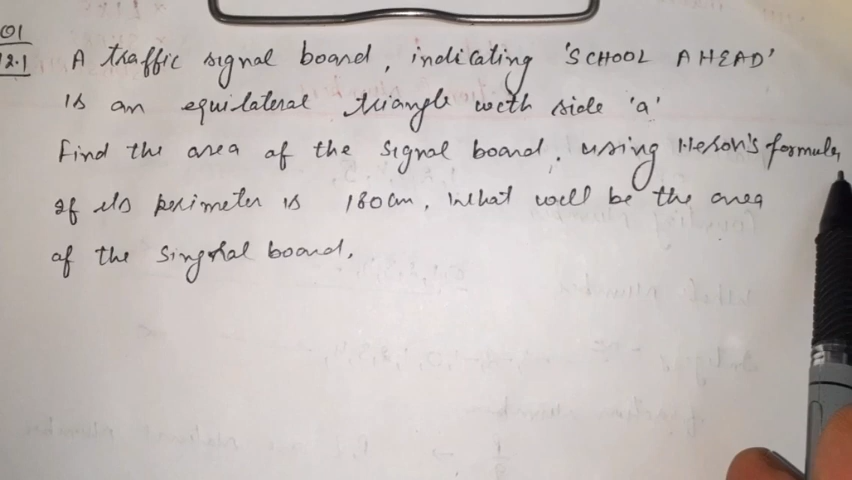 01
12.1 A traffic signal board, indicating 'SCHOOL AHEAD'
is an equilateral triangle with side 'a'
Find the area of the signal board. using Heron's formula,
If its perimeter is 180cm, What will be the area
of the singnal board.